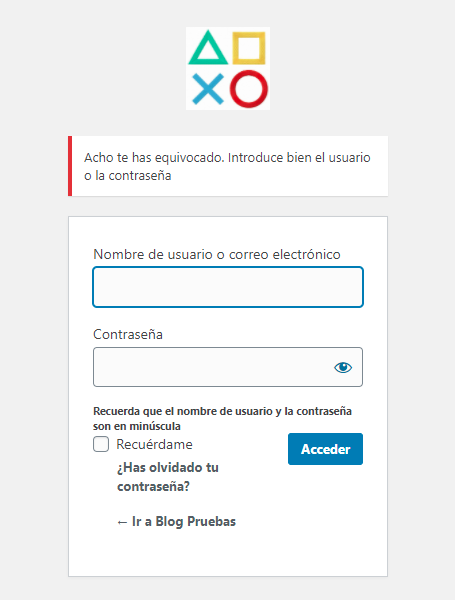 Acho te has equivocado. Introduce bien el usuario
o la contraseña
Nombre de usuario o correo electrónico
Contraseña
Recuerda que el nombre de usuario y la contraseña
son en minúscula
Recuérdame
Acceder
¿Has olvidado tu
contraseña?
← Ir a Blog Pruebas